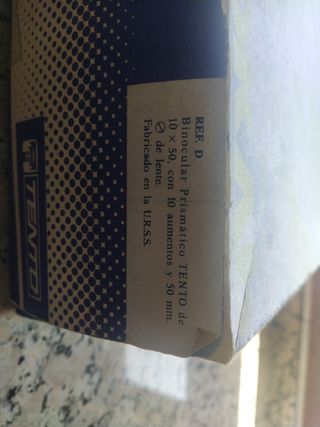 REF. D
Binocular Prismático TENTO de
10 × 50, con 10 aumentos y 50 mm.
∅ de lente.
Fabricado en la U.R.S.S.
TENTO